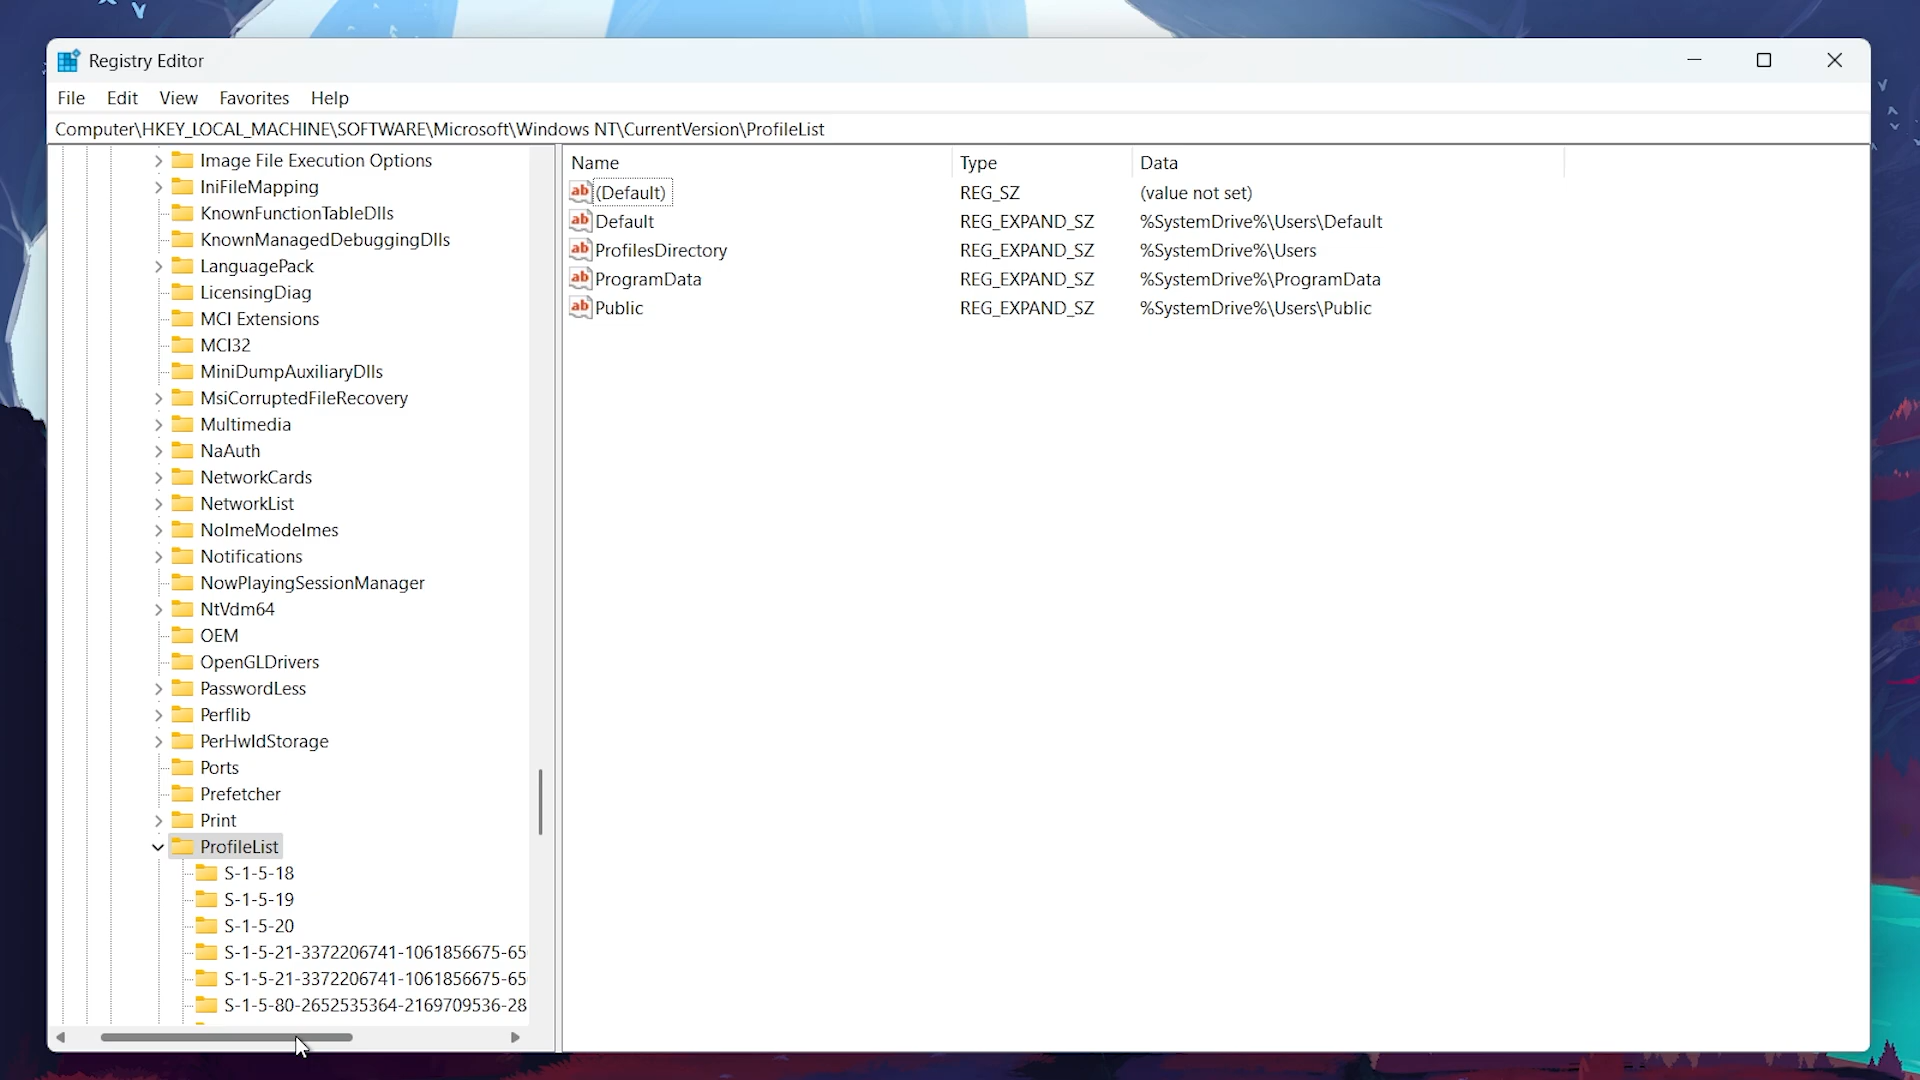 Registry Editor
File Edit View Favorites Help
Computer\HKEY_LOCAL_MACHINE\SOFTWARE\Microsoft\Windows NT\CurrentVersion\ProfileList
Image File Execution Options
IniFileMapping
KnownFunctionTableDlls
KnownManagedDebuggingDlls
LanguagePack
LicensingDiag
MCI Extensions
MCI32
MiniDumpAuxiliaryDlls
MsiCorruptedFileRecovery
Multimedia
NaAuth
NetworkCards
NetworkList
NoImeModeImes
Notifications
NowPlayingSessionManager
NtVdm64
OEM
OpenGLDrivers
PasswordLess
Perflib
PerHwIdStorage
Ports
Prefetcher
Print
ProfileList
S-1-5-18
S-1-5-19
S-1-5-20
S-1-5-21-3372206741-1061856675-65
S-1-5-21-3372206741-1061856675-65
S-1-5-80-2652535364-2169709536-28
Name Type Data
(Default) REG_SZ (value not set)
Default REG_EXPAND_SZ %SystemDrive%\Users\Default
ProfilesDirectory REG_EXPAND_SZ %SystemDrive%\Users
ProgramData REG_EXPAND_SZ %SystemDrive%\ProgramData
Public REG_EXPAND_SZ %SystemDrive%\Users\Public